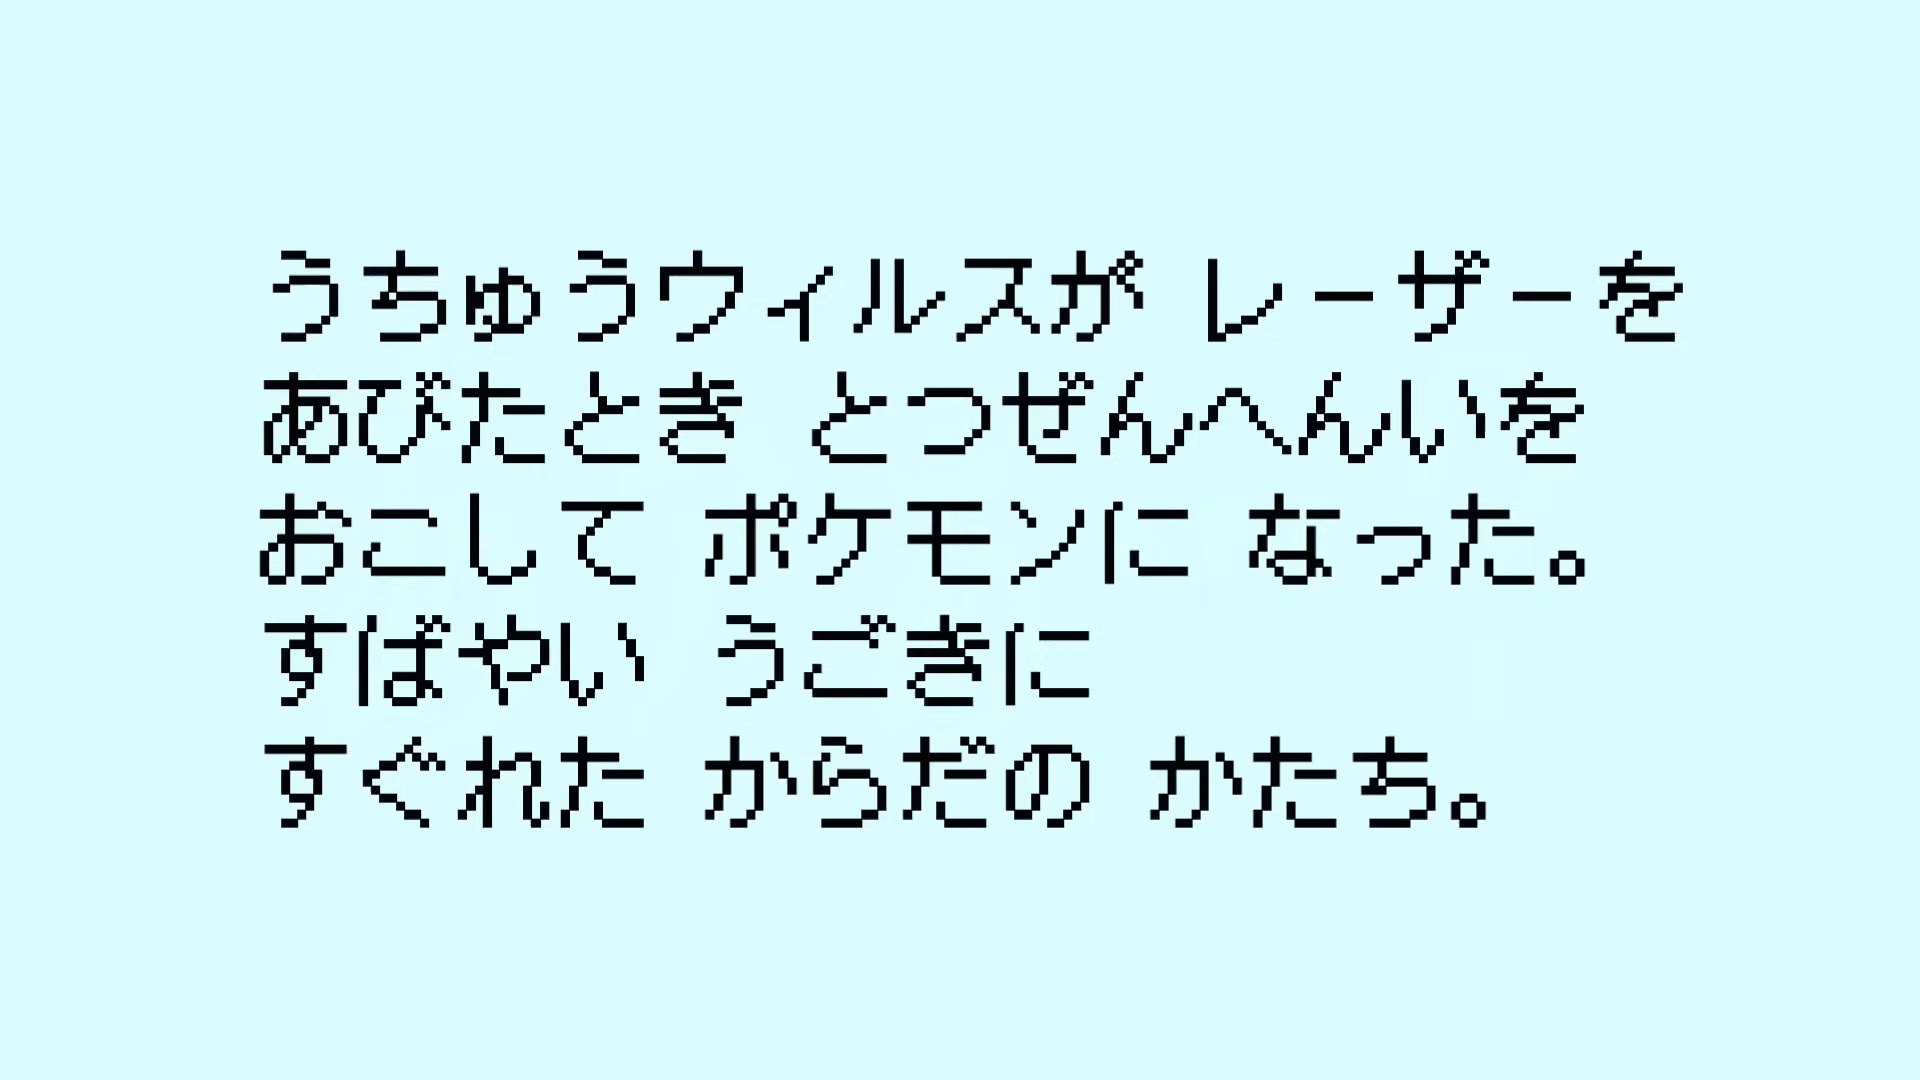 うちゅうウィルスが レーザーを
あびたとき とつぜんへんいを
おこして ポケモンに なった。
すばやい うごきに
すぐれた からだの かたち。